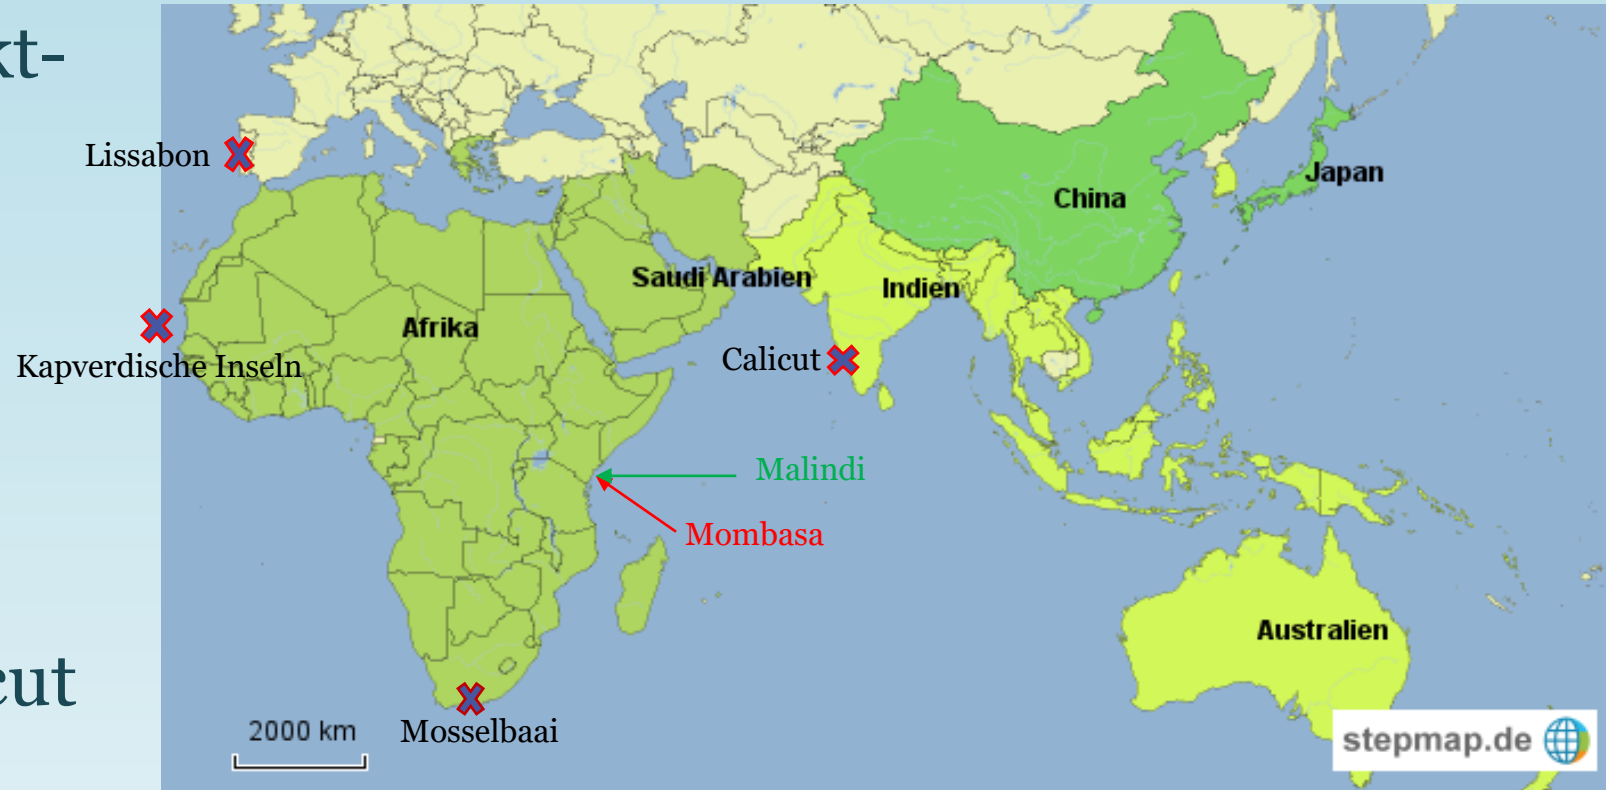 kt-
Lissabon
Japan
China
Saudi Arabien
Indien
Afrika
Kapverdische Inseln
Calicut
Malindi
Mombasa
Australien
cut
2000 km
Mosselbaai
stepmap.de